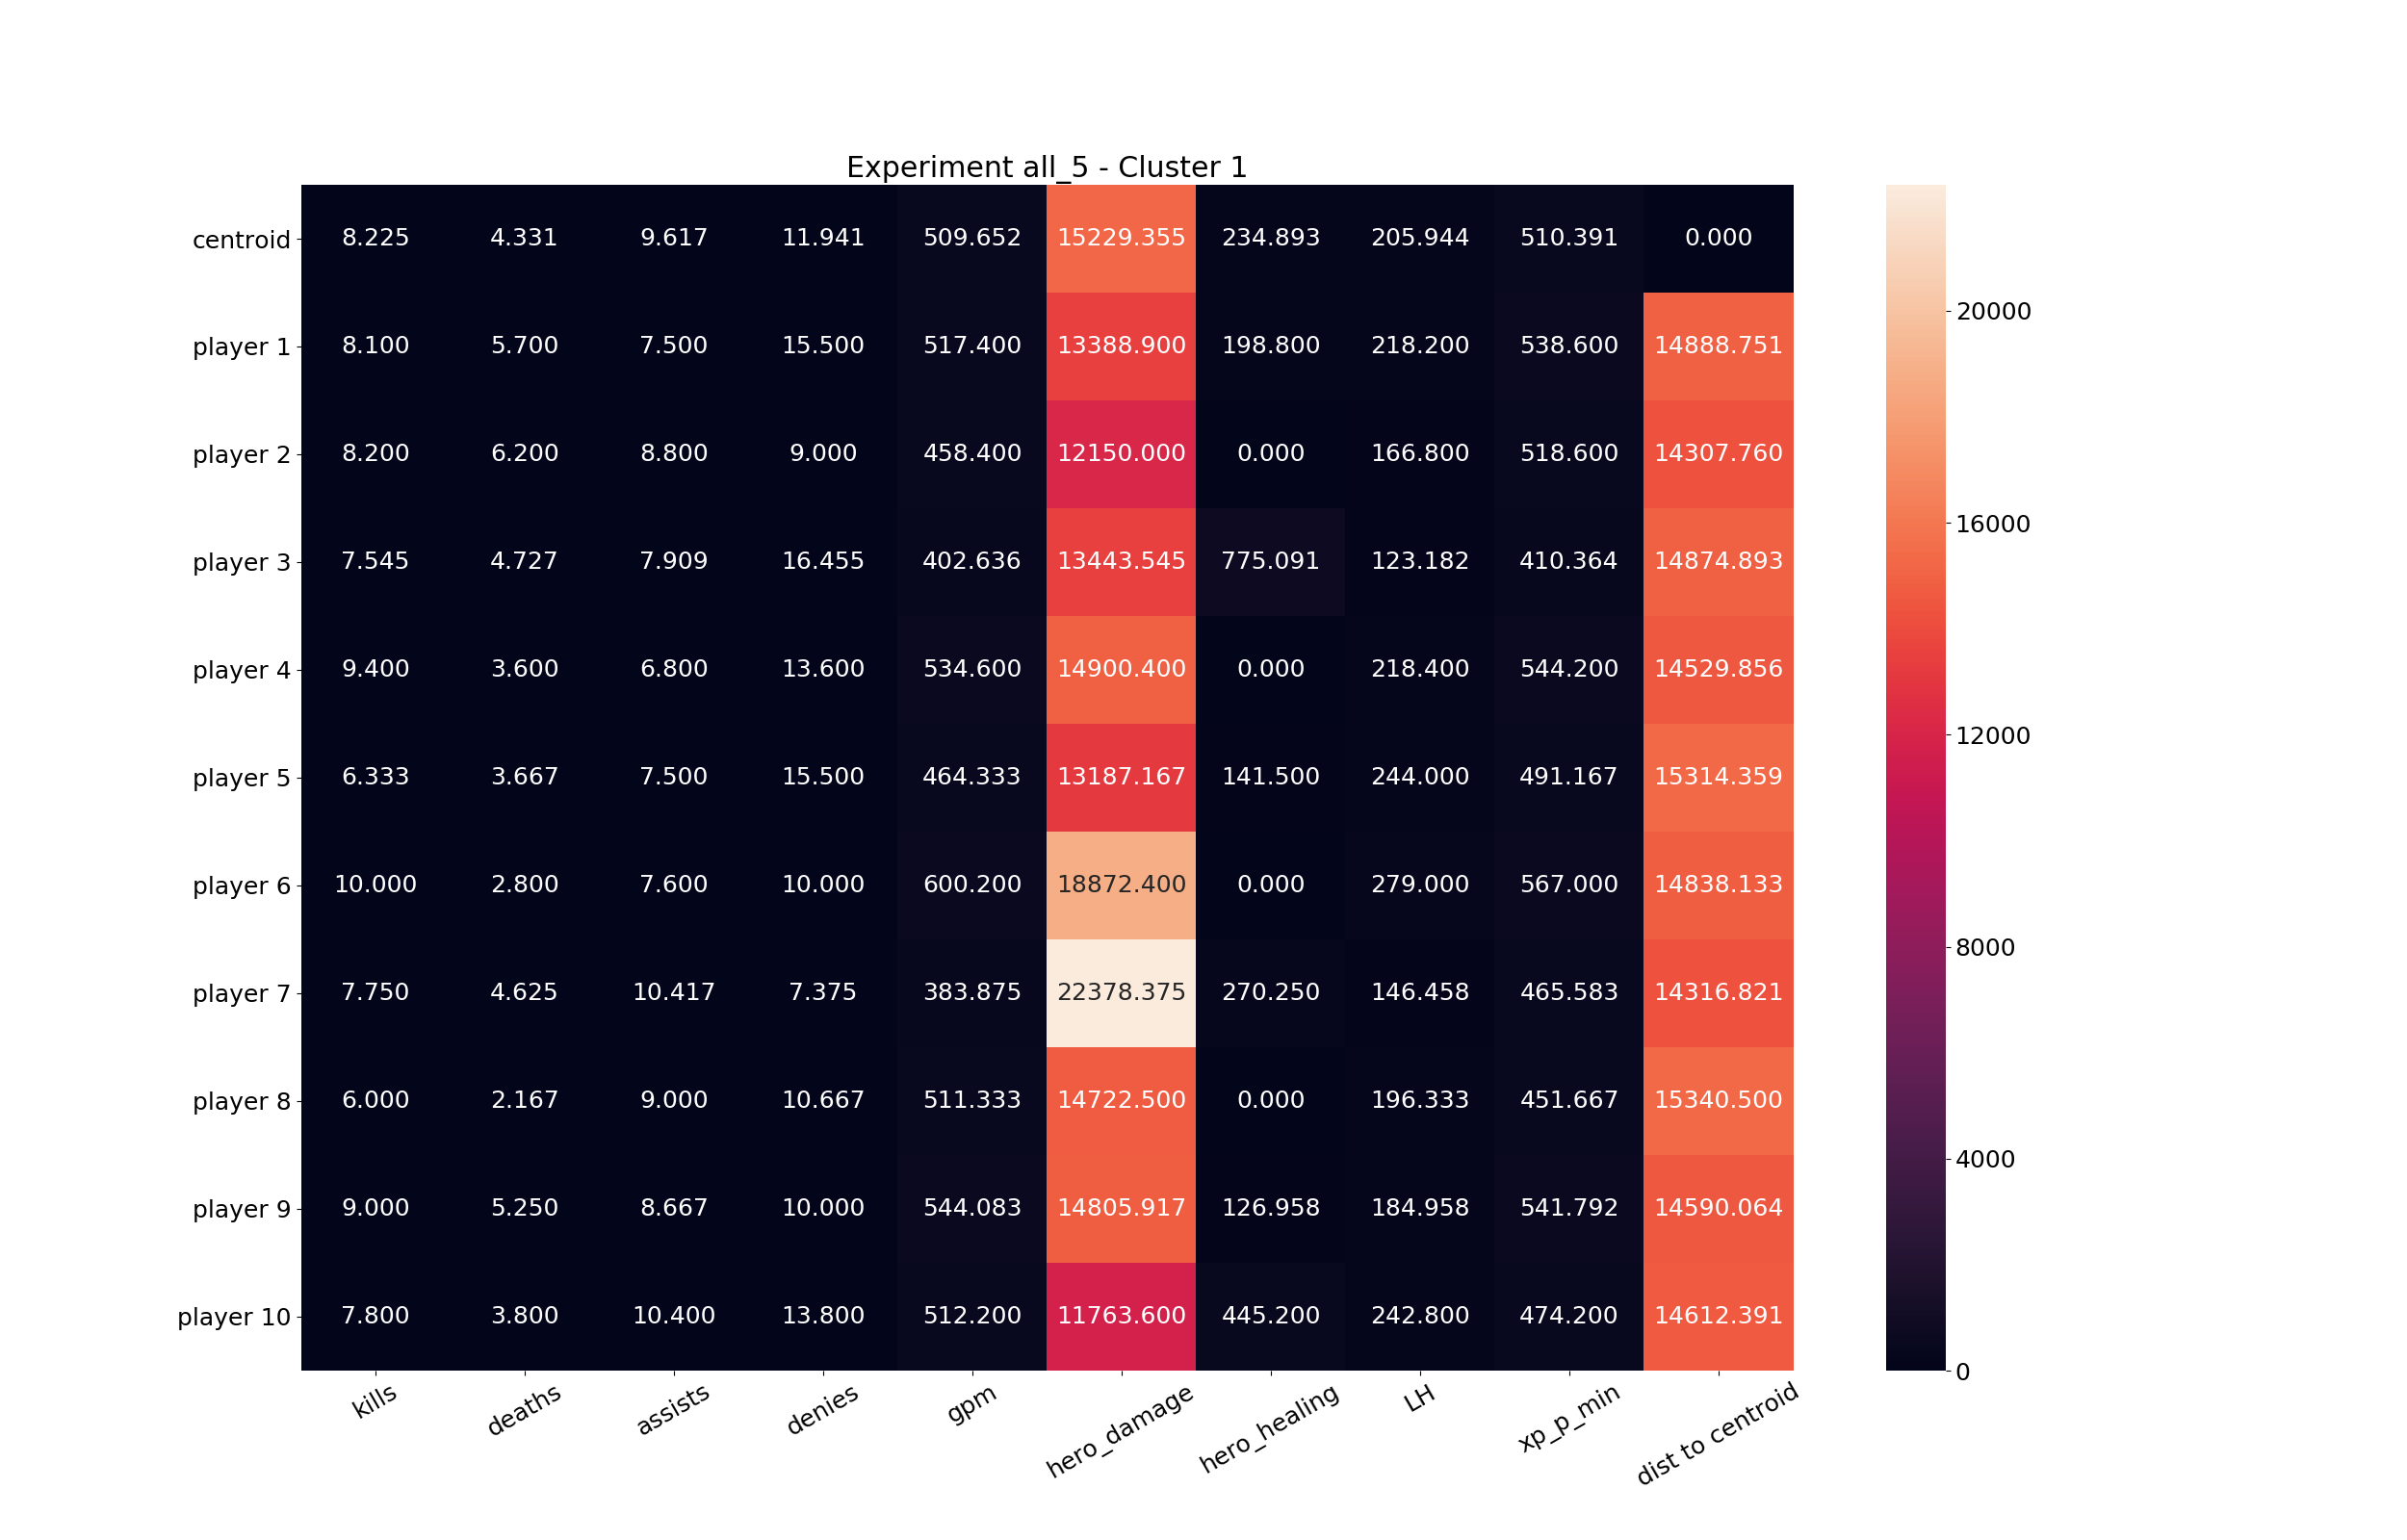 Experiment all_5 - Cluster 1
centroid 8.225 4.331 9.617 11.941 509.652 15229.355 234.893 205.944 510.391 0.000
player 1 8.100 5.700 7.500 15.500 517.400 13388.900 198.800 218.200 538.600 14888.751
player 2 8.200 6.200 8.800 9.000 458.400 12150.000 0.000 166.800 518.600 14307.760
player 3 7.545 4.727 7.909 16.455 402.636 13443.545 775.091 123.182 410.364 14874.893
player 4 9.400 3.600 6.800 13.600 534.600 14900.400 0.000 218.400 544.200 14529.856
player 5 6.333 3.667 7.500 15.500 464.333 13187.167 141.500 244.000 491.167 15314.359
player 6 10.000 2.800 7.600 10.000 600.200 18872.400 0.000 279.000 567.000 14838.133
player 7 7.750 4.625 10.417 7.375 383.875 22378.375 270.250 146.458 465.583 14316.821
player 8 6.000 2.167 9.000 10.667 511.333 14722.500 0.000 196.333 451.667 15340.500
player 9 9.000 5.250 8.667 10.000 544.083 14805.917 126.958 184.958 541.792 14590.064
player 10 7.800 3.800 10.400 13.800 512.200 11763.600 445.200 242.800 474.200 14612.391
kills deaths assists denies gpm hero_damage hero_healing LH xp_p_min dist to centroid
20000
16000
12000
8000
4000
0